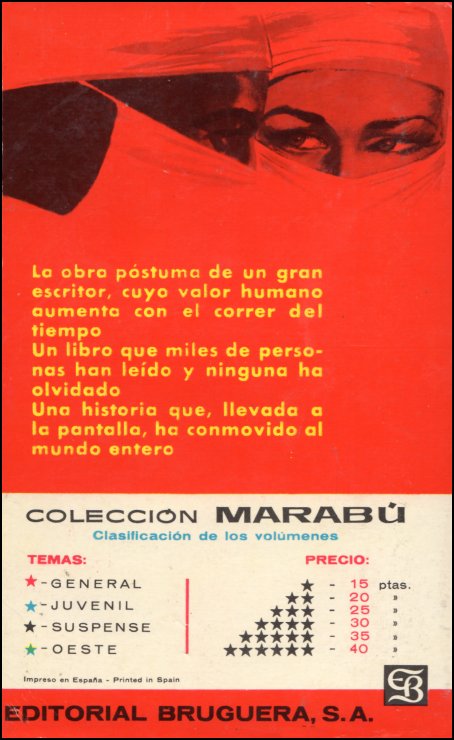 La obra póstuma de un gran
escritor, cuyo valor humano
aumenta con el correr del
tiempo
Un libro que miles de perso-
nas han leído y ninguna ha
olvidado
Una historia que, llevada a
la pantalla, ha conmovido al
mundo entero
COLECCIÓN MARABÚ
Clasificación de los volúmenes
TEMAS:
★-GENERAL
★-JUVENIL
★-SUSPENSE
★-OESTE
PRECIO:
★ - 15 ptas.
★★ - 20 »
★★★ - 25 »
★★★★ - 30 »
★★★★★ - 35 »
★★★★★★ - 40 »
Impreso en España - Printed in Spain
EB
EDITORIAL BRUGUERA, S.A.